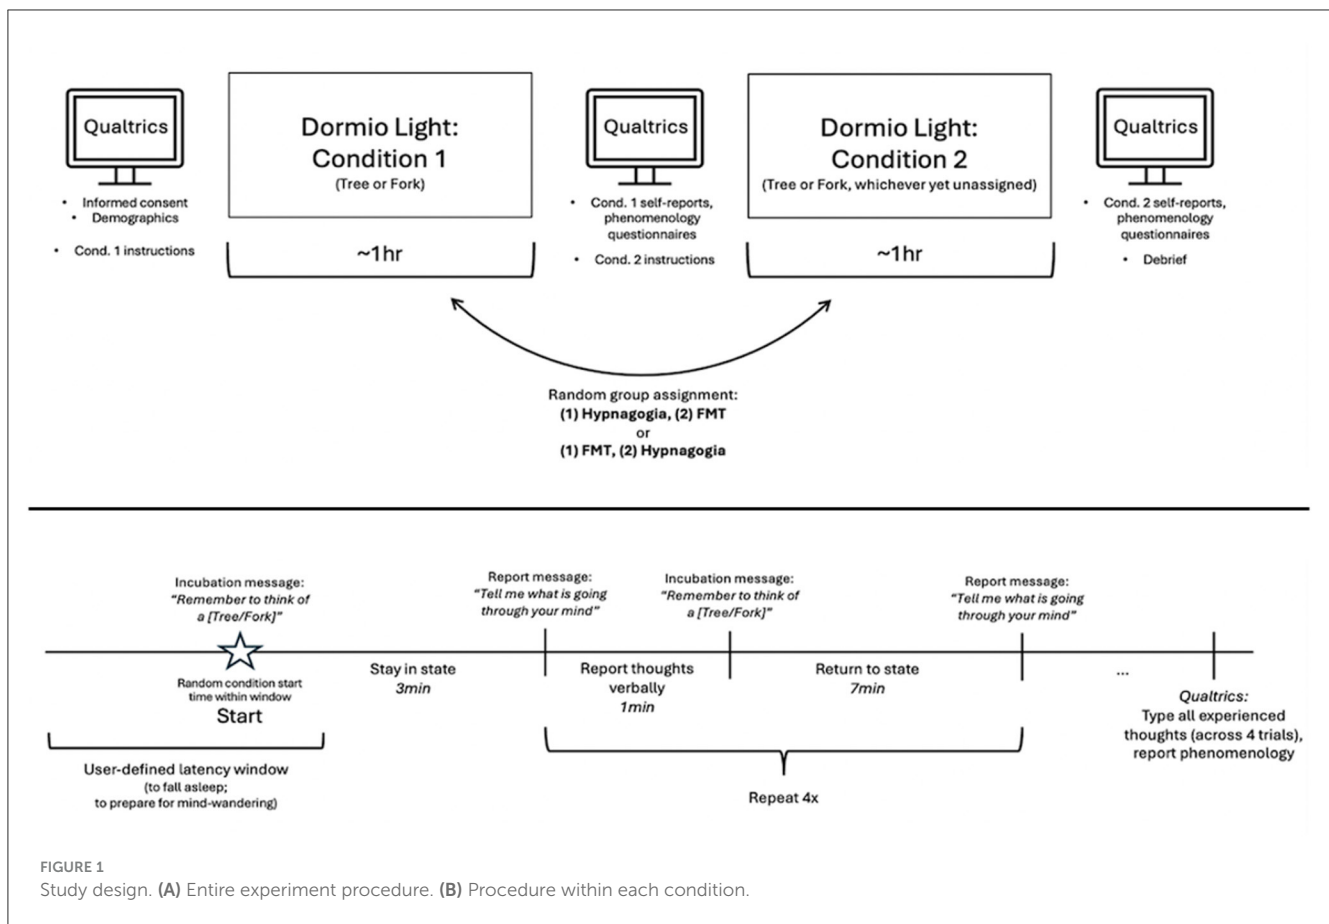 Qualtrics
• Informed consent
• Demographics
• Cond. 1 instructions
Dormio Light:
Condition 1
(Tree or Fork)
~1hr
Qualtrics
• Cond. 1 self-reports,
phenomenology
questionnaires
• Cond. 2 instructions
Dormio Light:
Condition 2
(Tree or Fork, whichever yet unassigned)
~1hr
Qualtrics
• Cond. 2 self-reports,
phenomenology
questionnaires
• Debrief
Random group assignment:
(1) Hypnagogia, (2) FMT
or
(1) FMT, (2) Hypnagogia
Incubation message:
"Remember to think of
a [Tree/Fork]"
Random condition start
time within window
Start
User-defined latency window
(to fall asleep;
to prepare for mind-wandering)
Stay in state
3min
Report message:
"Tell me what is going
through your mind"
Report thoughts
verbally
1min
Incubation message:
"Remember to think of
a [Tree/Fork]"
Return to state
7min
Report message:
"Tell me what is going
through your mind"
Repeat 4x
...
Qualtrics:
Type all experienced
thoughts (across 4 trials),
report phenomenology
FIGURE 1
Study design. (A) Entire experiment procedure. (B) Procedure within each condition.